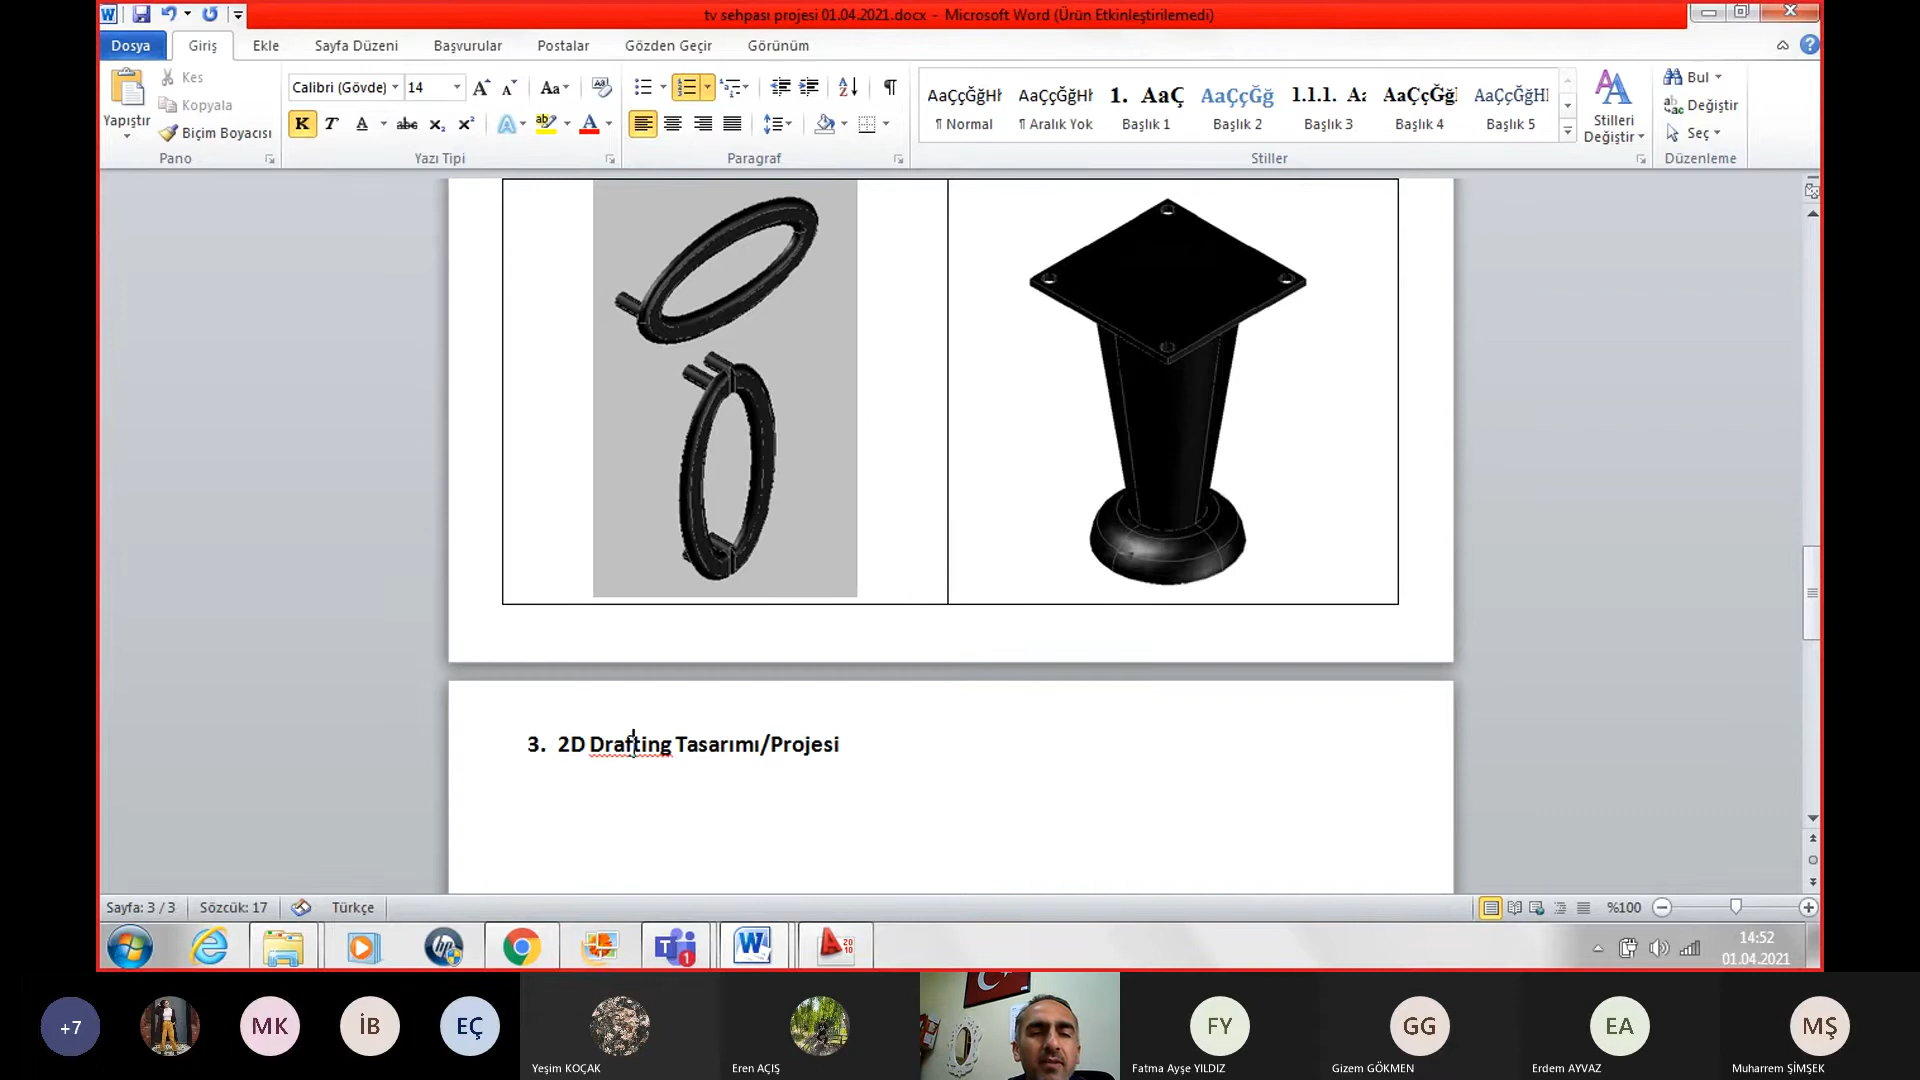 tv sehpası projesi 01.04.2021.docx - Microsoft Word (Ürün Etkinleştirilemedi)
Dosya Giriş Ekle Sayfa Düzeni Başvurular Postalar Gözden Geçir Görünüm
Yapıştır
Kes
Kopyala
Biçim Boyacısı
Pano
Calibri (Gövde) 14
Yazı Tipi
Paragraf
AaÇçĞğHł AaÇçĞğHł 1. AaÇ AaÇçĞğ 1.1.1. Aa AaÇçĞğI AaÇçĞğHI
¶ Normal ¶ Aralık Yok Başlık 1 Başlık 2 Başlık 3 Başlık 4 Başlık 5
Stiller
Stilleri Değiştir
Bul
Değiştir
Seç
Düzenleme
3. 2D Drafting Tasarımı/Projesi
Sayfa: 3 / 3 Sözcük: 17 Türkçe %100
14:52
01.04.2021
+7 MK İB EÇ FY GG EA MŞ
Yeşim KOÇAK Eren AÇIŞ Fatma Ayşe YILDIZ Gizem GÖKMEN Erdem AYVAZ Muharrem ŞİMŞEK